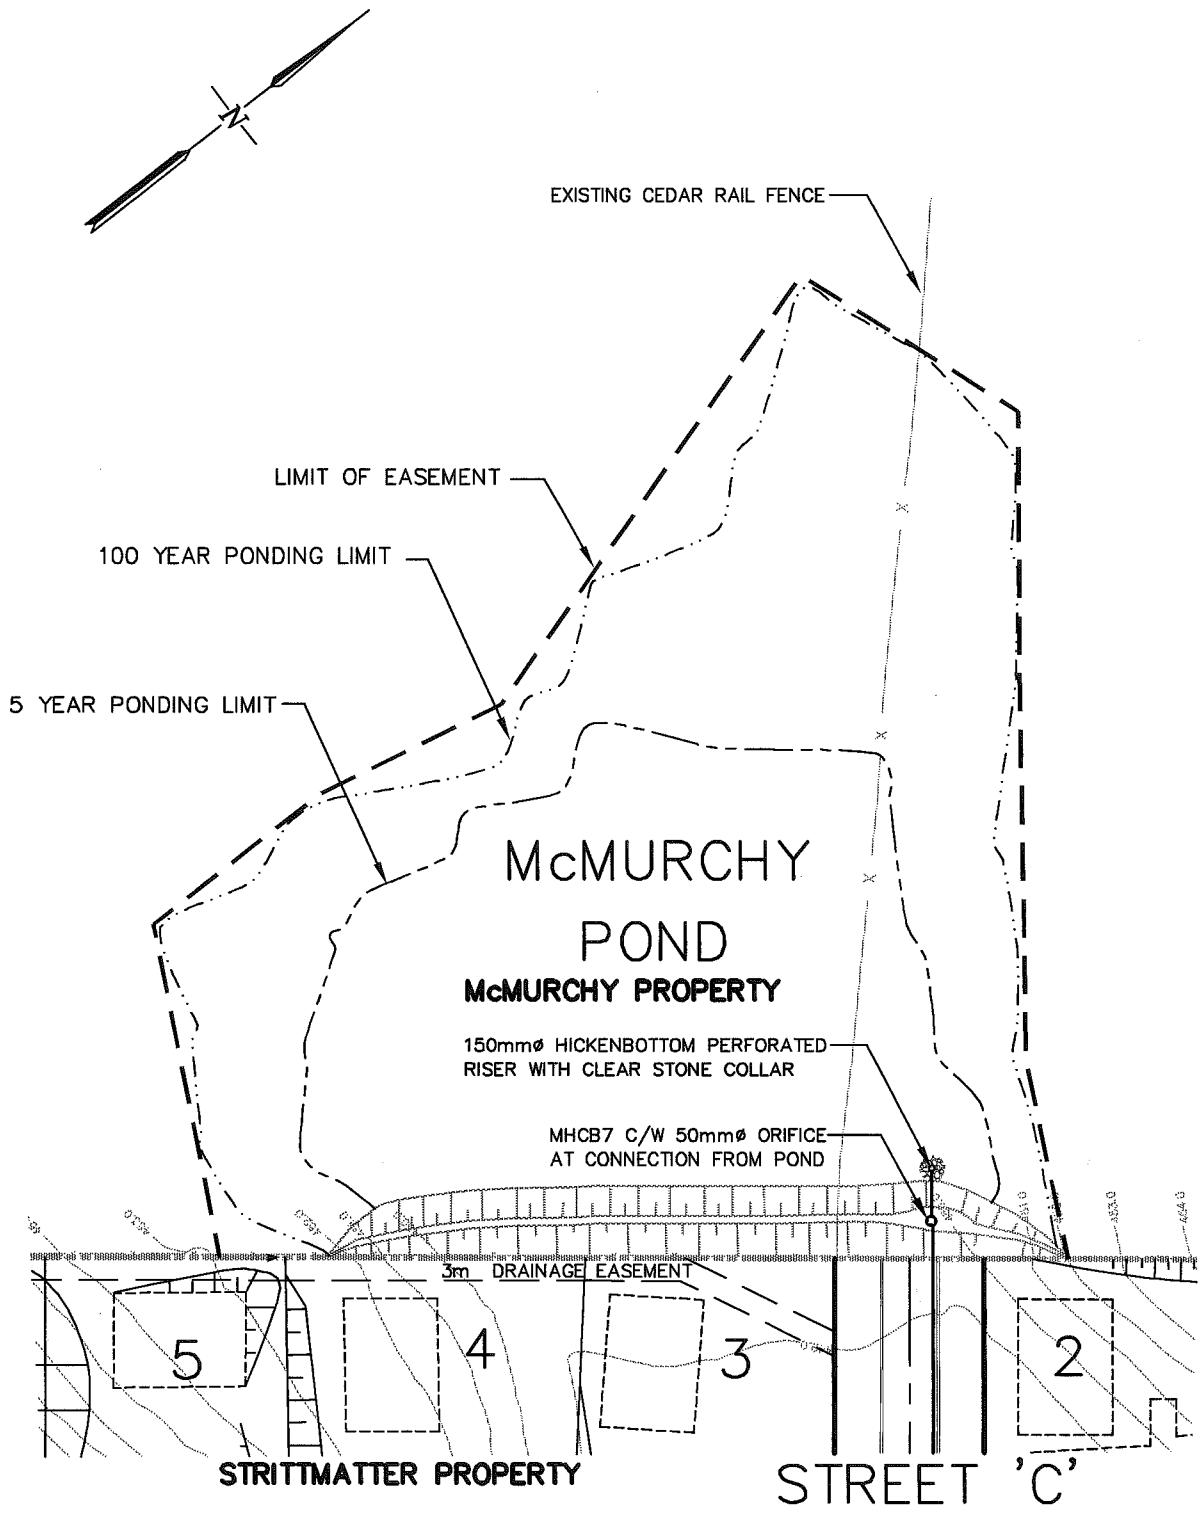 N
EXISTING CEDAR RAIL FENCE
LIMIT OF EASEMENT
100 YEAR PONDING LIMIT
5 YEAR PONDING LIMIT
X
X
X
McMURCHY
POND
McMURCHY PROPERTY
150mmø HICKENBOTTOM PERFORATED
RISER WITH CLEAR STONE COLLAR
MHCB7 C/W 50mmø ORIFICE
AT CONNECTION FROM POND
3m DRAINAGE EASEMENT
5
4
3
2
STRITTMATTER PROPERTY
STREET 'C'